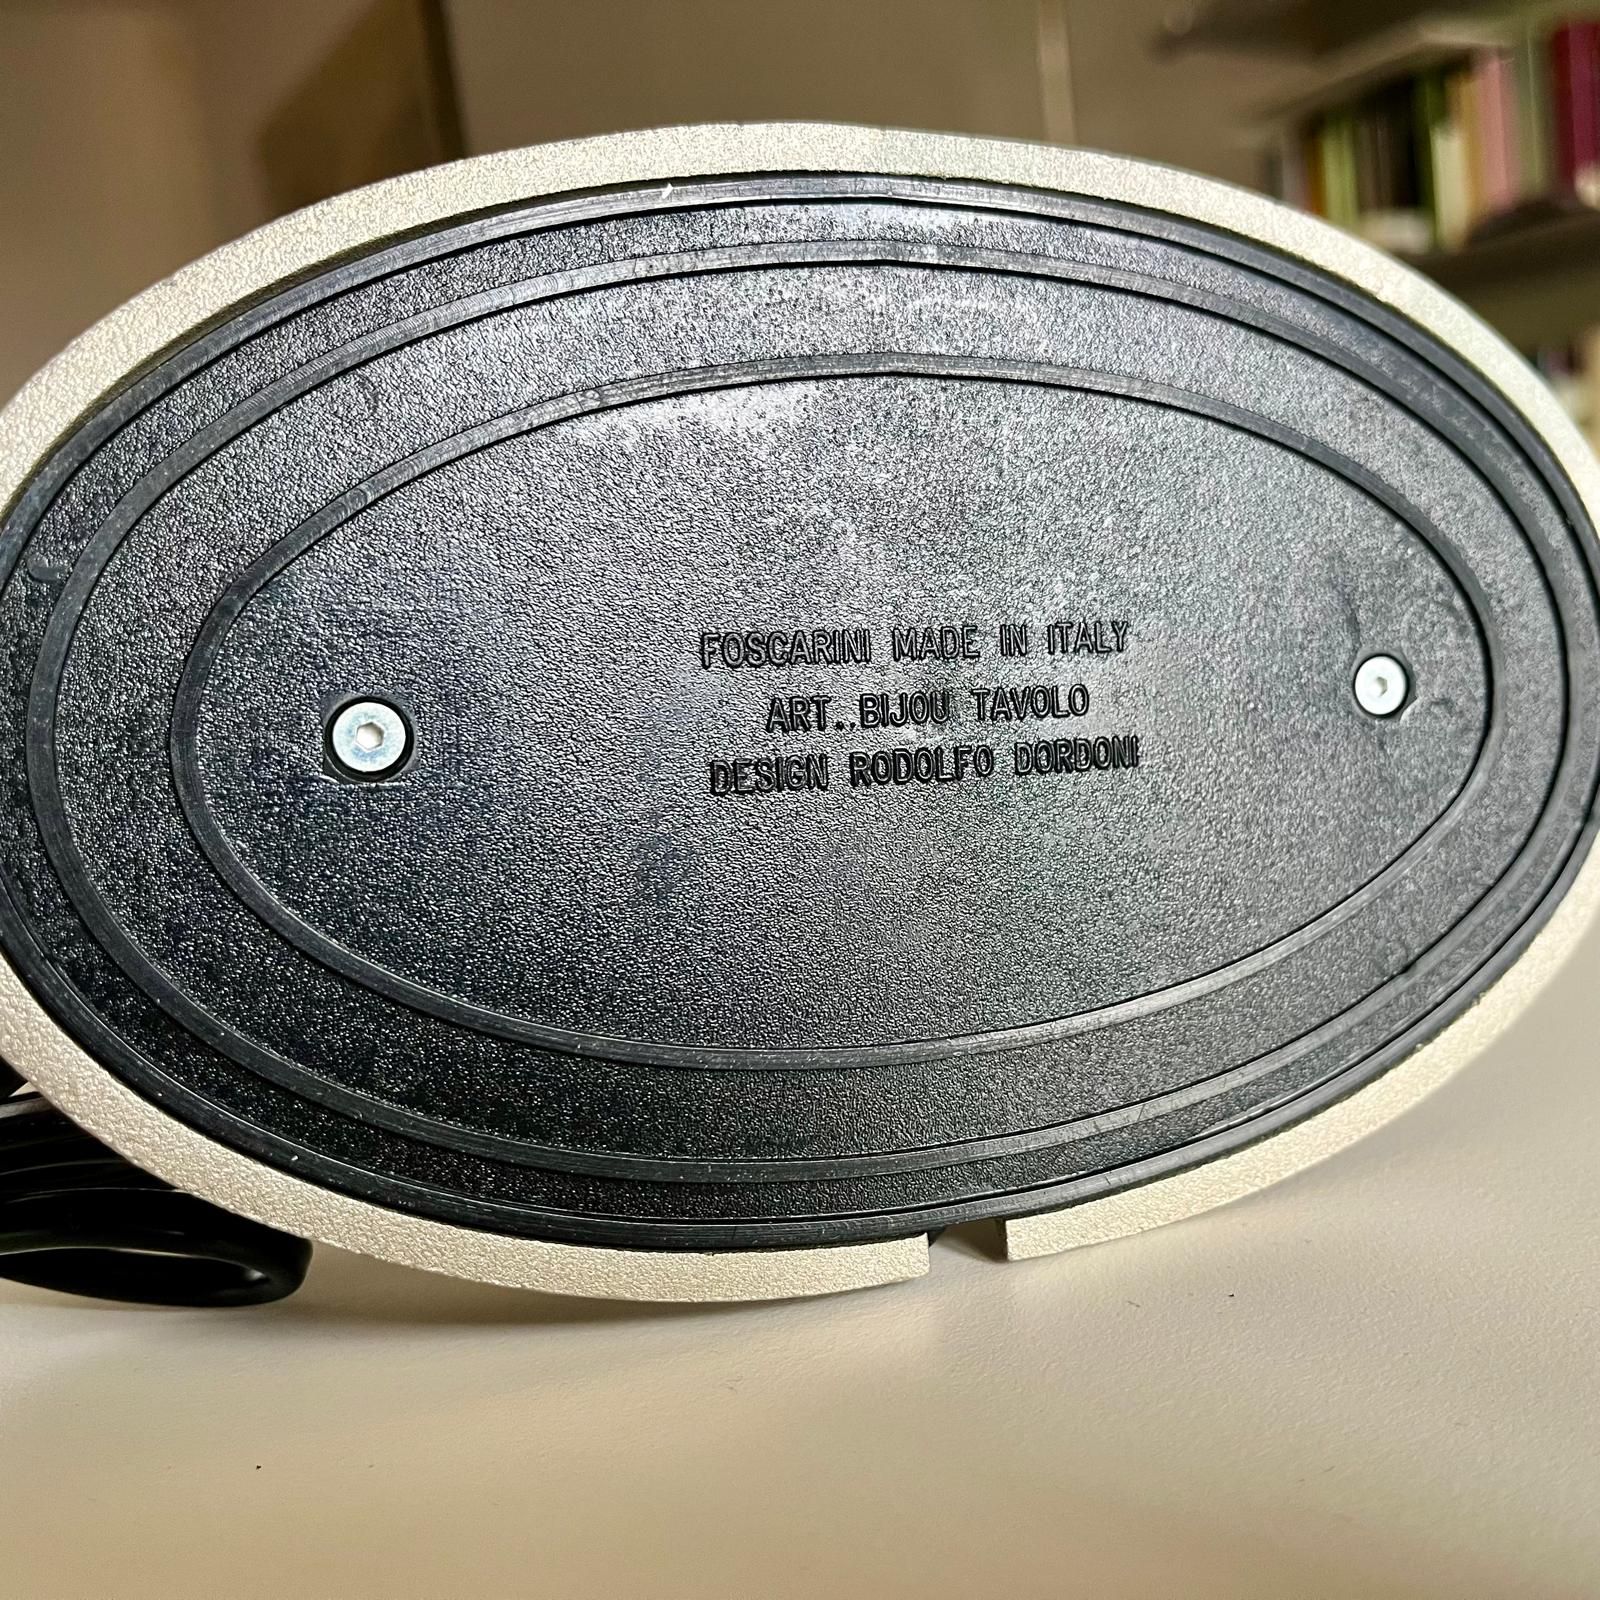 FOSCARINI MADE IN ITALY
ART..BIJOU TAVOLO
DESIGN RODOLFO DORDONI